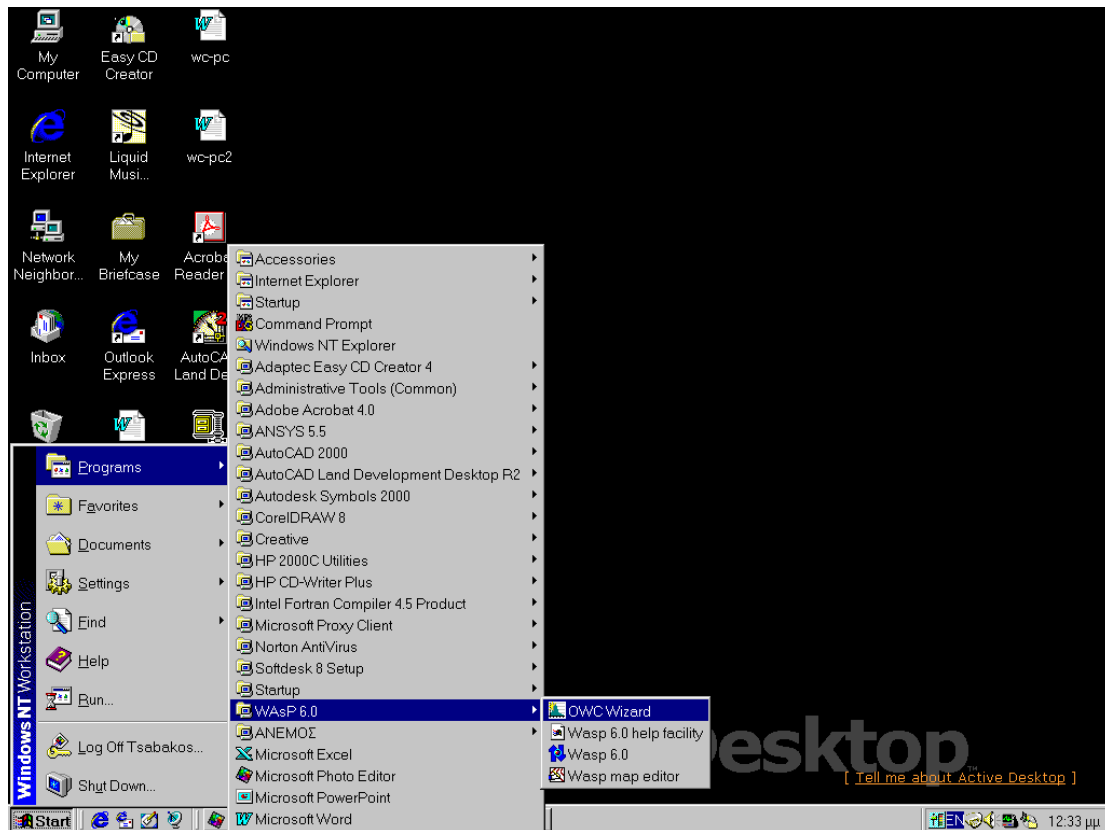 My Computer
Easy CD Creator
wc-pc
Internet Explorer
Liquid Musi...
wc-pc2
Network Neighbor...
My Briefcase
Acroba
Reader
Inbox
Outlook Express
AutoCA
Land De
Accessories
Internet Explorer
Startup
Command Prompt
Windows NT Explorer
Adaptec Easy CD Creator 4
Administrative Tools (Common)
Adobe Acrobat 4.0
ANSYS 5.5
AutoCAD 2000
AutoCAD Land Development Desktop R2
Autodesk Symbols 2000
CorelDRAW 8
Creative
HP 2000C Utilities
HP CD-Writer Plus
Intel Fortran Compiler 4.5 Product
Microsoft Proxy Client
Norton AntiVirus
Softdesk 8 Setup
Startup
WAsP 6.0
ΑΝΕΜΟΣ
Microsoft Excel
Microsoft Photo Editor
Microsoft PowerPoint
Microsoft Word
OWC Wizard
Wasp 6.0 help facility
Wasp 6.0
Wasp map editor
Programs
Favorites
Documents
Settings
Find
Help
Run...
Log Off Tsabakos...
Shut Down...
Windows NT Workstation
Desktop™
[ Tell me about Active Desktop ]
Start
EN
12:33 μμ